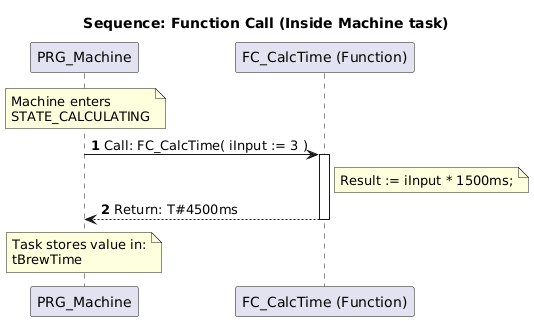 Sequence: Function Call (Inside Machine task)
PRG_Machine
FC_CalcTime (Function)
Machine enters
STATE_CALCULATING
1 Call: FC_CalcTime( iInput := 3 )
Result := iInput * 1500ms;
2 Return: T#4500ms
Task stores value in:
tBrewTime
PRG_Machine
FC_CalcTime (Function)